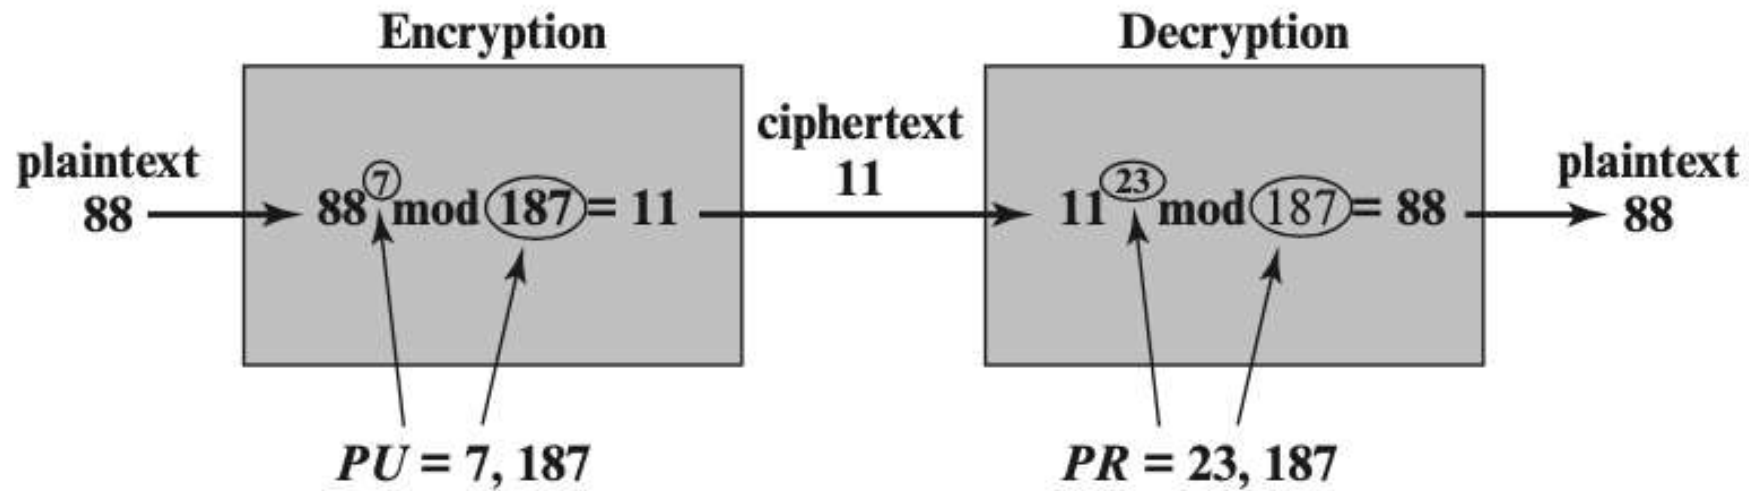 Encryption
Decryption
plaintext
88
88^7 mod 187 = 11
ciphertext
11
11^23 mod 187 = 88
plaintext
88
PU = 7, 187
PR = 23, 187